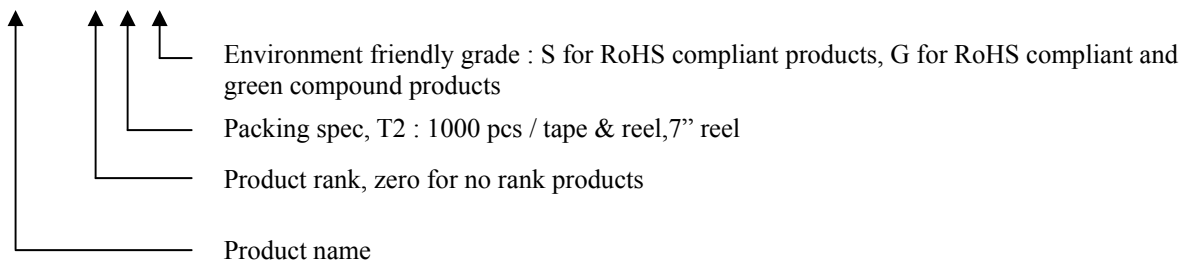 Environment friendly grade : S for RoHS compliant products, G for RoHS compliant and
green compound products
Packing spec, T2 : 1000 pcs / tape & reel,7” reel
Product rank, zero for no rank products
Product name